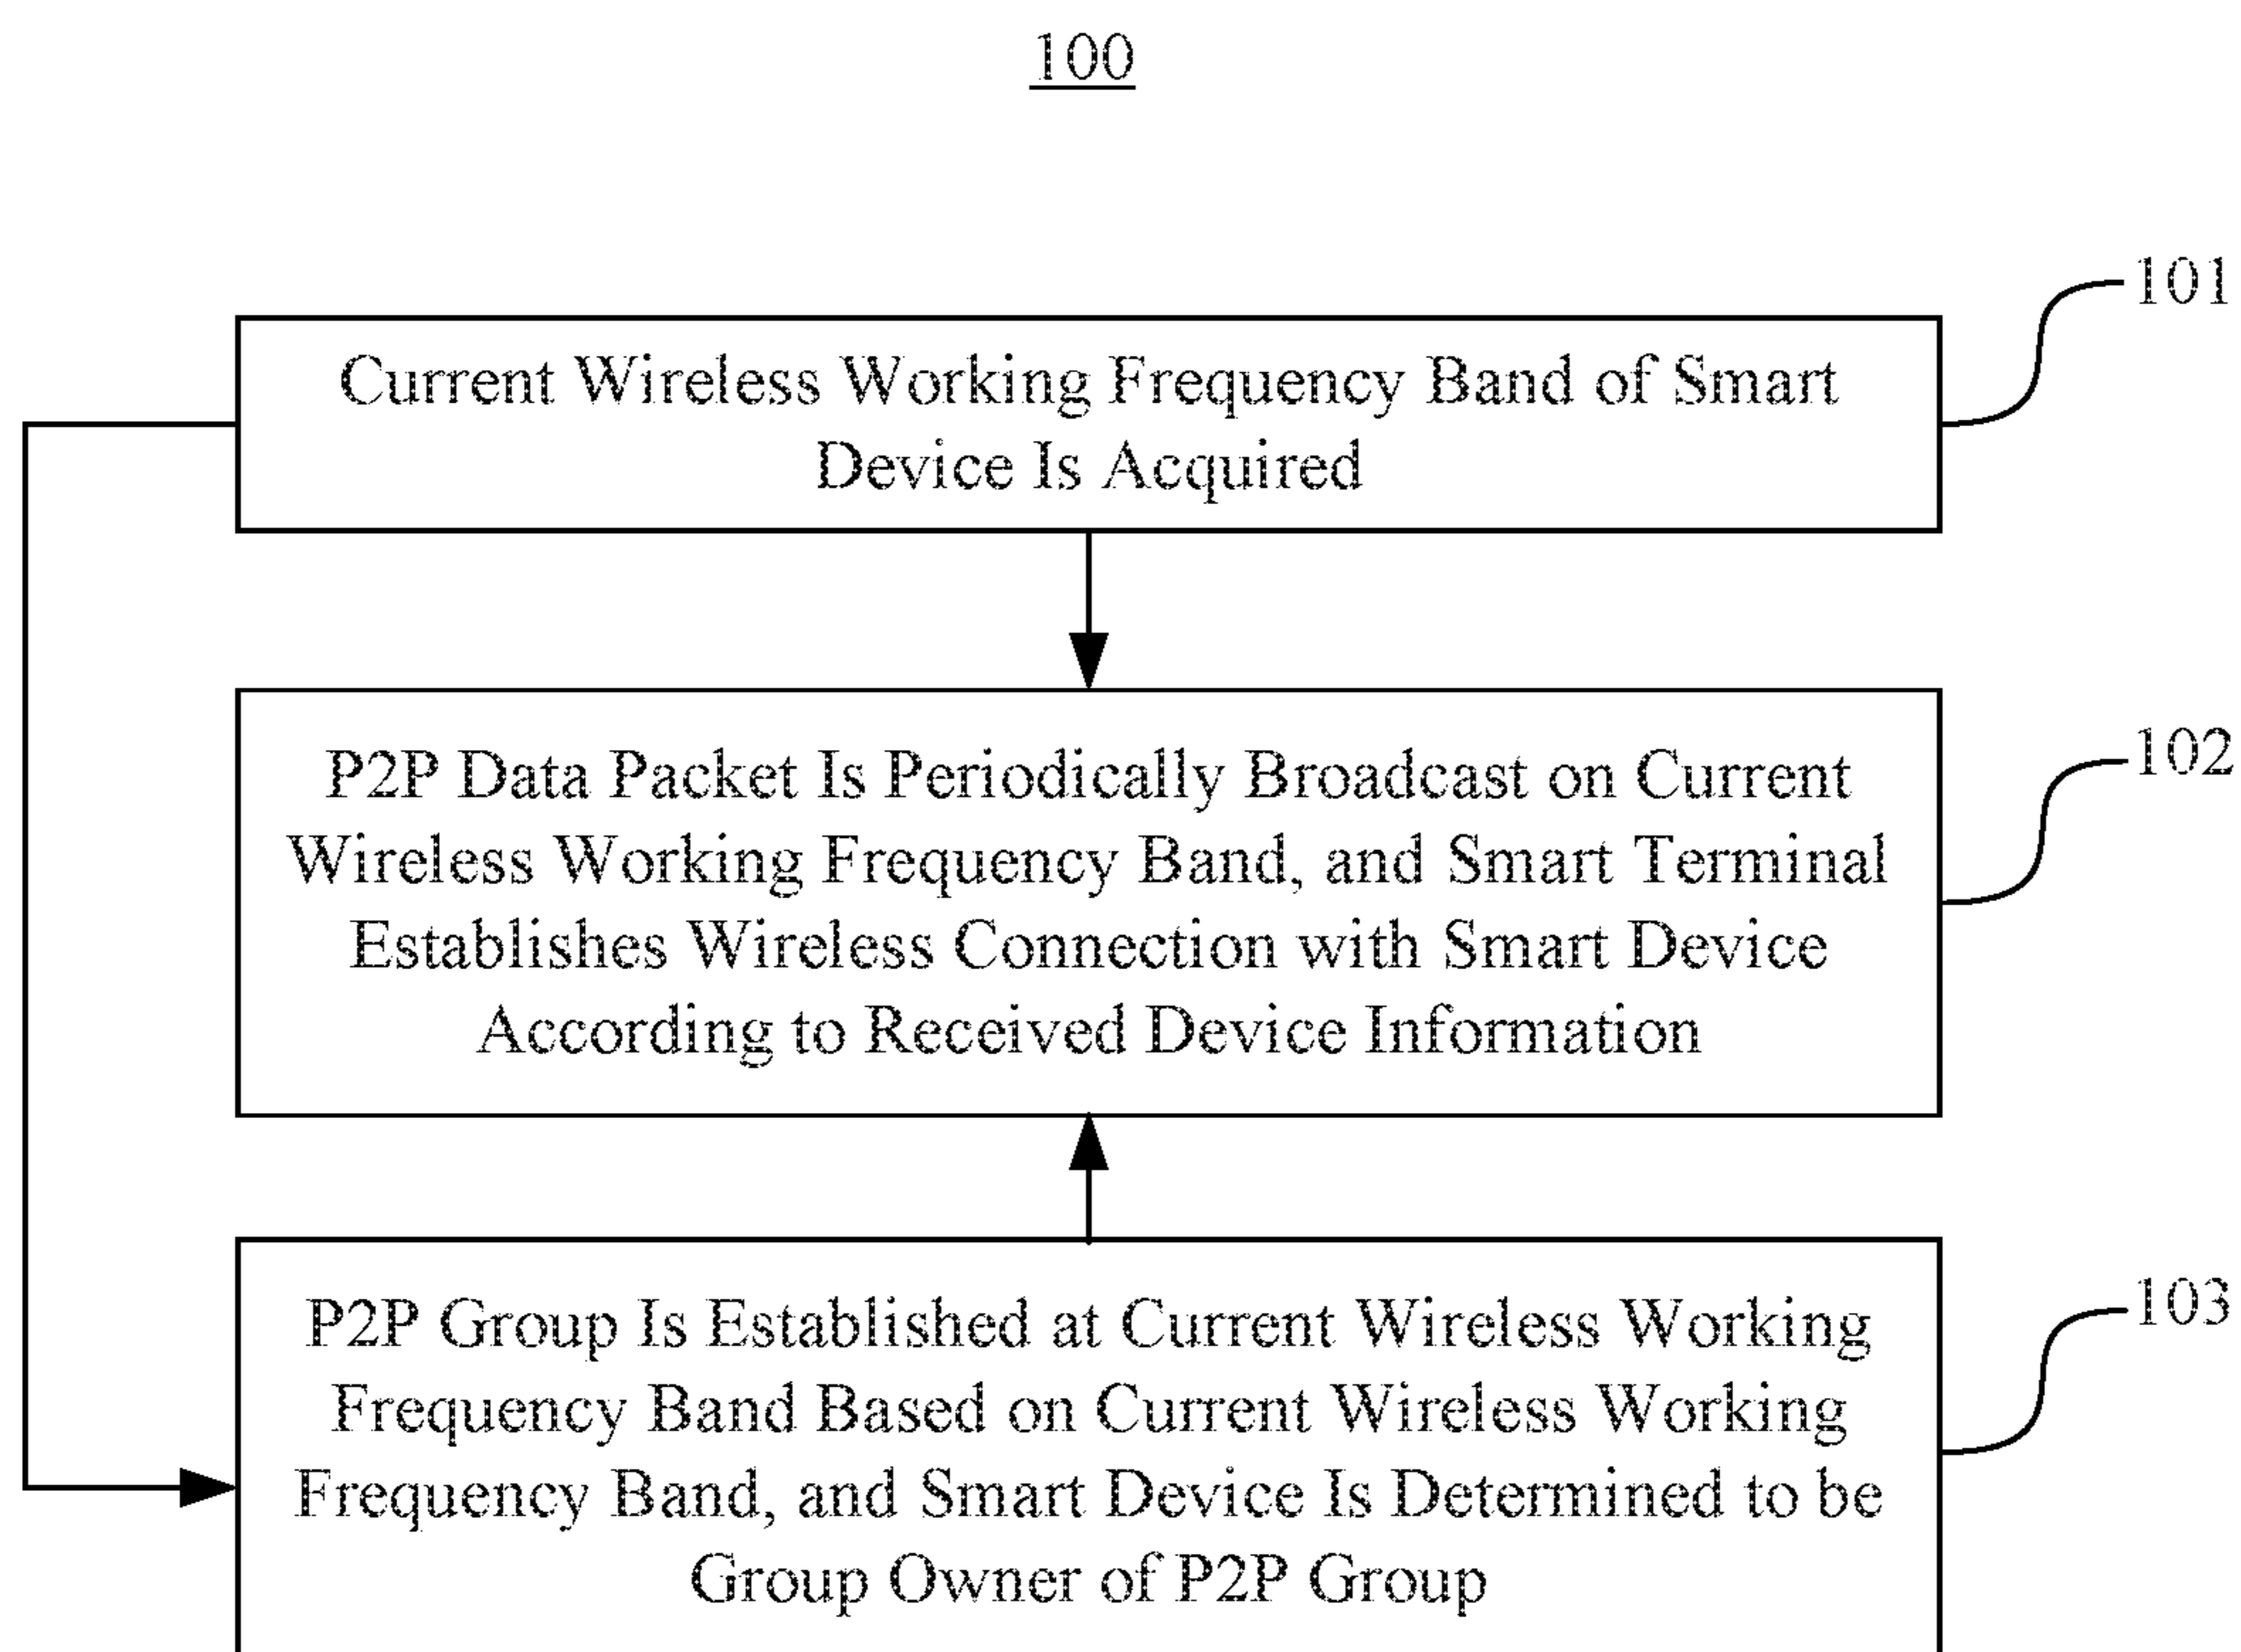 100
101
Current Wireless Working Frequency Band of Smart
Device Is Acquired
102
P2P Data Packet Is Periodically Broadcast on Current
Wireless Working Frequency Band, and Smart Terminal
Establishes Wireless Connection with Smart Device
According to Received Device Information
103
P2P Group Is Established at Current Wireless Working
Frequency Band Based on Current Wireless Working
Frequency Band, and Smart Device Is Determined to be
Group Owner of P2P Group